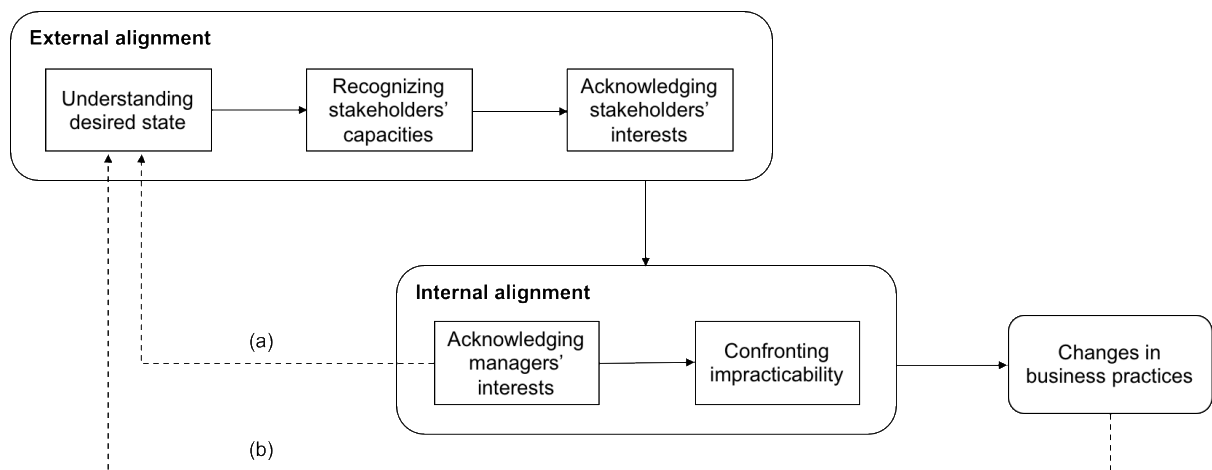 External alignment
Understanding
desired state
Recognizing
stakeholders'
capacities
Acknowledging
stakeholders'
interests
Internal alignment
(a)
Acknowledging
managers'
interests
Confronting
impracticability
Changes in
business practices
(b)